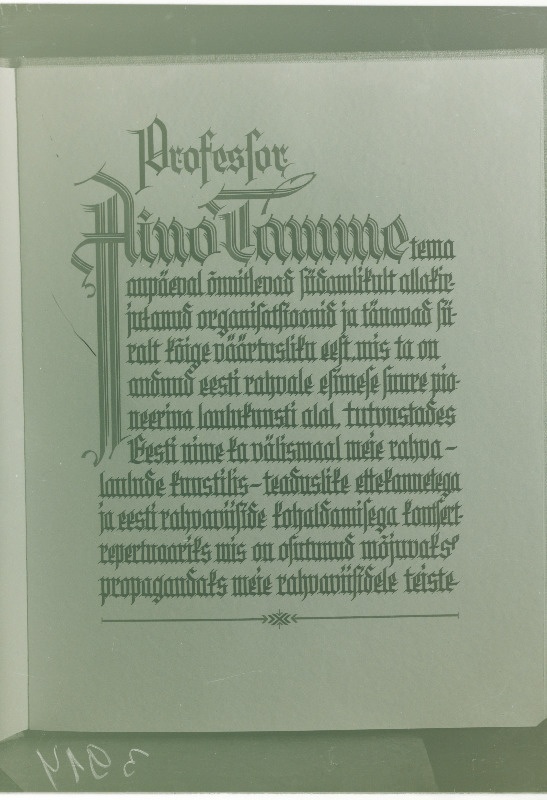 Professor
Aino Tamme tema
aupäeval õnnitlevad südamlikult allakir-
jutanud organisatsioonid ja tänavad sii-
ralt kõige väärtusliku eest, mis ta on
andnud eesti rahvale esimese suure pio-
neerina laulukunsti alal, tutvustades
Eesti nime ka välismaal meie rahva-
laulude kunstilis-teaduslike ettekannetega
ja eesti rahvaviiside kohaldamisega kontsert-
repertuaariks mis on osutunud mõjuvaks
propagandaks meie rahvaviisidele teiste
3914